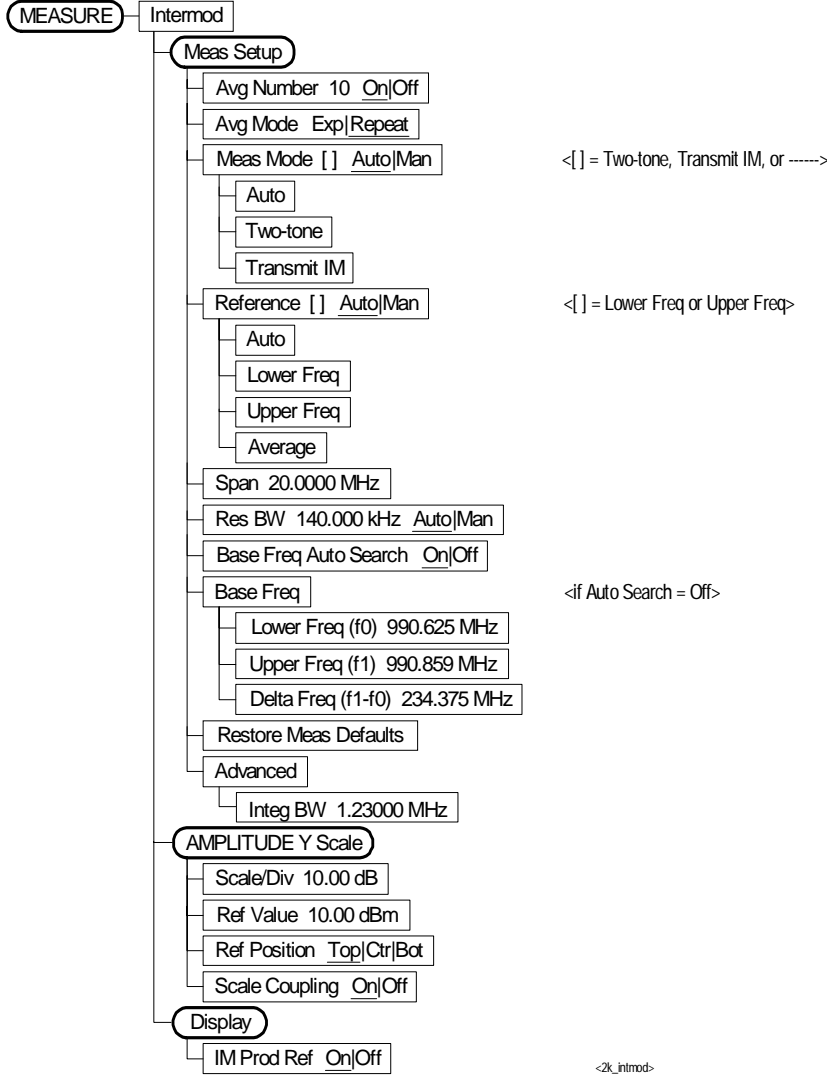 MEASURE Intermod
Meas Setup
Avg Number 10 On|Off
Avg Mode Exp|Repeat
Meas Mode [ ] Auto|Man <[ ] = Two-tone, Transmit IM, or ------>
Auto
Two-tone
Transmit IM
Reference [ ] Auto|Man <[ ] = Lower Freq or Upper Freq>
Auto
Lower Freq
Upper Freq
Average
Span 20.0000 MHz
Res BW 140.000 kHz Auto|Man
Base Freq Auto Search On|Off
Base Freq <if Auto Search = Off>
Lower Freq (f0) 990.625 MHz
Upper Freq (f1) 990.859 MHz
Delta Freq (f1-f0) 234.375 MHz
Restore Meas Defaults
Advanced
Integ BW 1.23000 MHz
AMPLITUDE Y Scale
Scale/Div 10.00 dB
Ref Value 10.00 dBm
Ref Position Top|Ctr|Bot
Scale Coupling On|Off
Display
IM Prod Ref On|Off <2k_intmod>